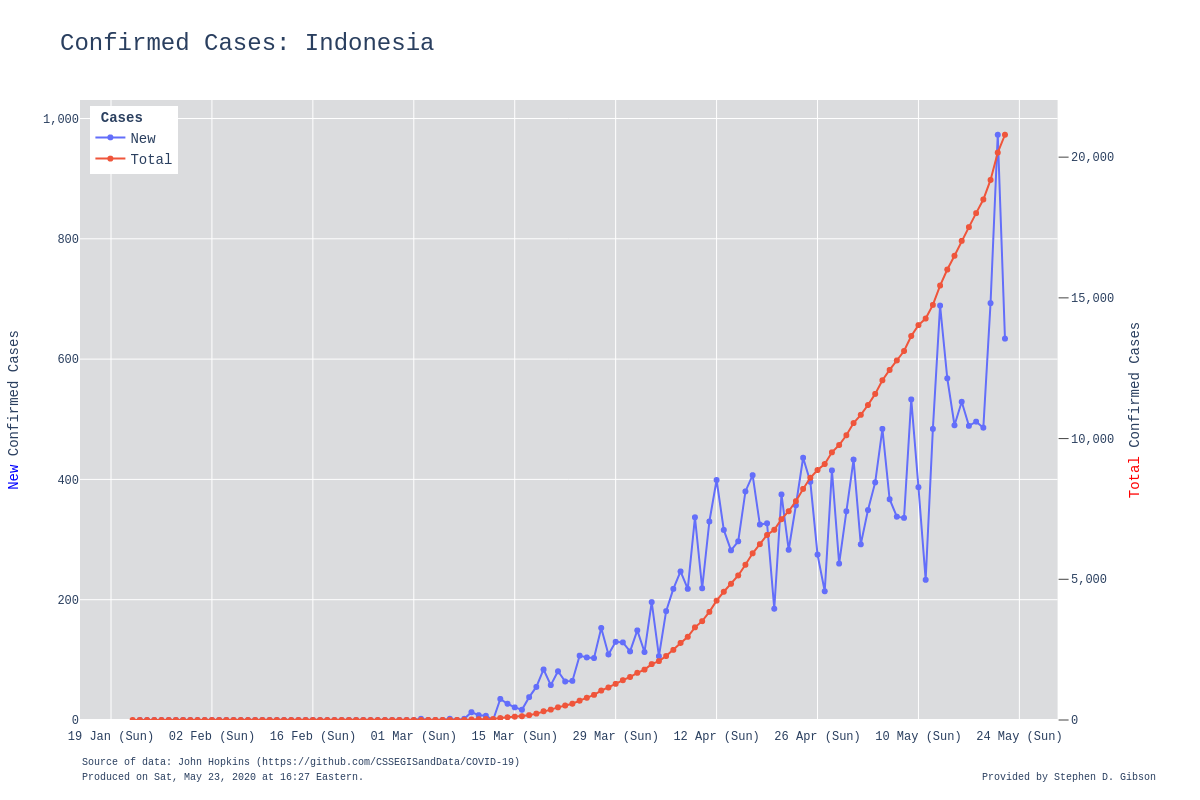 Confirmed Cases: Indonesia
Cases
New
Total
1,000
800
600
400
200
0
New Confirmed Cases
20,000
15,000
10,000
5,000
0
Total Confirmed Cases
19 Jan (Sun) 02 Feb (Sun) 16 Feb (Sun) 01 Mar (Sun) 15 Mar (Sun) 29 Mar (Sun) 12 Apr (Sun) 26 Apr (Sun) 10 May (Sun) 24 May (Sun)
Source of data: John Hopkins (https://github.com/CSSEGISandData/COVID-19)
Produced on Sat, May 23, 2020 at 16:27 Eastern.
Provided by Stephen D. Gibson